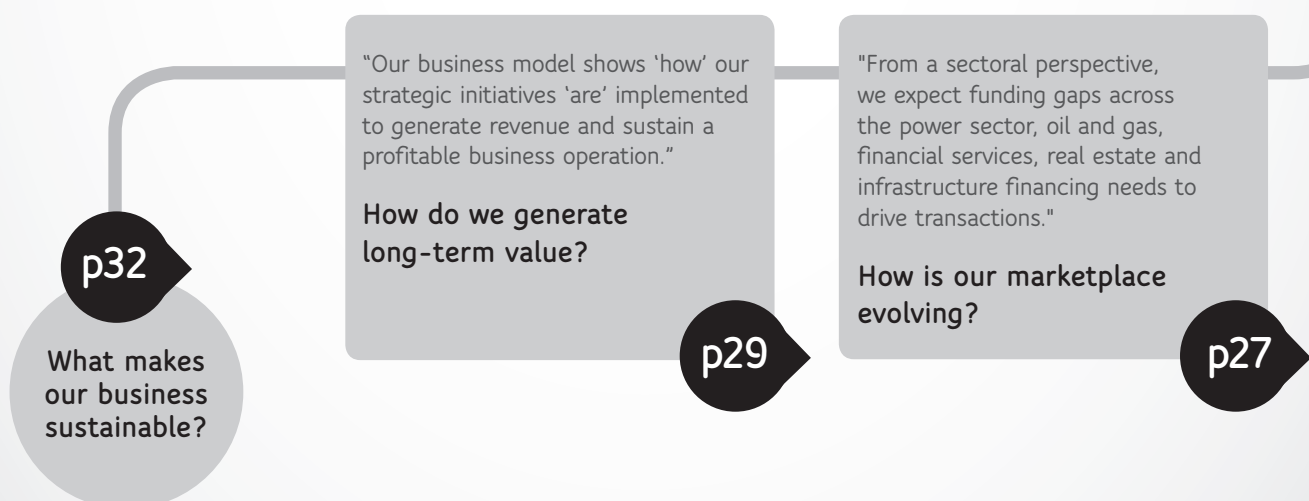 “Our business model shows ‘how’ our
strategic initiatives ‘are’ implemented
to generate revenue and sustain a
profitable business operation.”
How do we generate
long-term value?
p29
"From a sectoral perspective,
we expect funding gaps across
the power sector, oil and gas,
financial services, real estate and
infrastructure financing needs to
drive transactions."
How is our marketplace
evolving?
p27
p32
What makes
our business
sustainable?